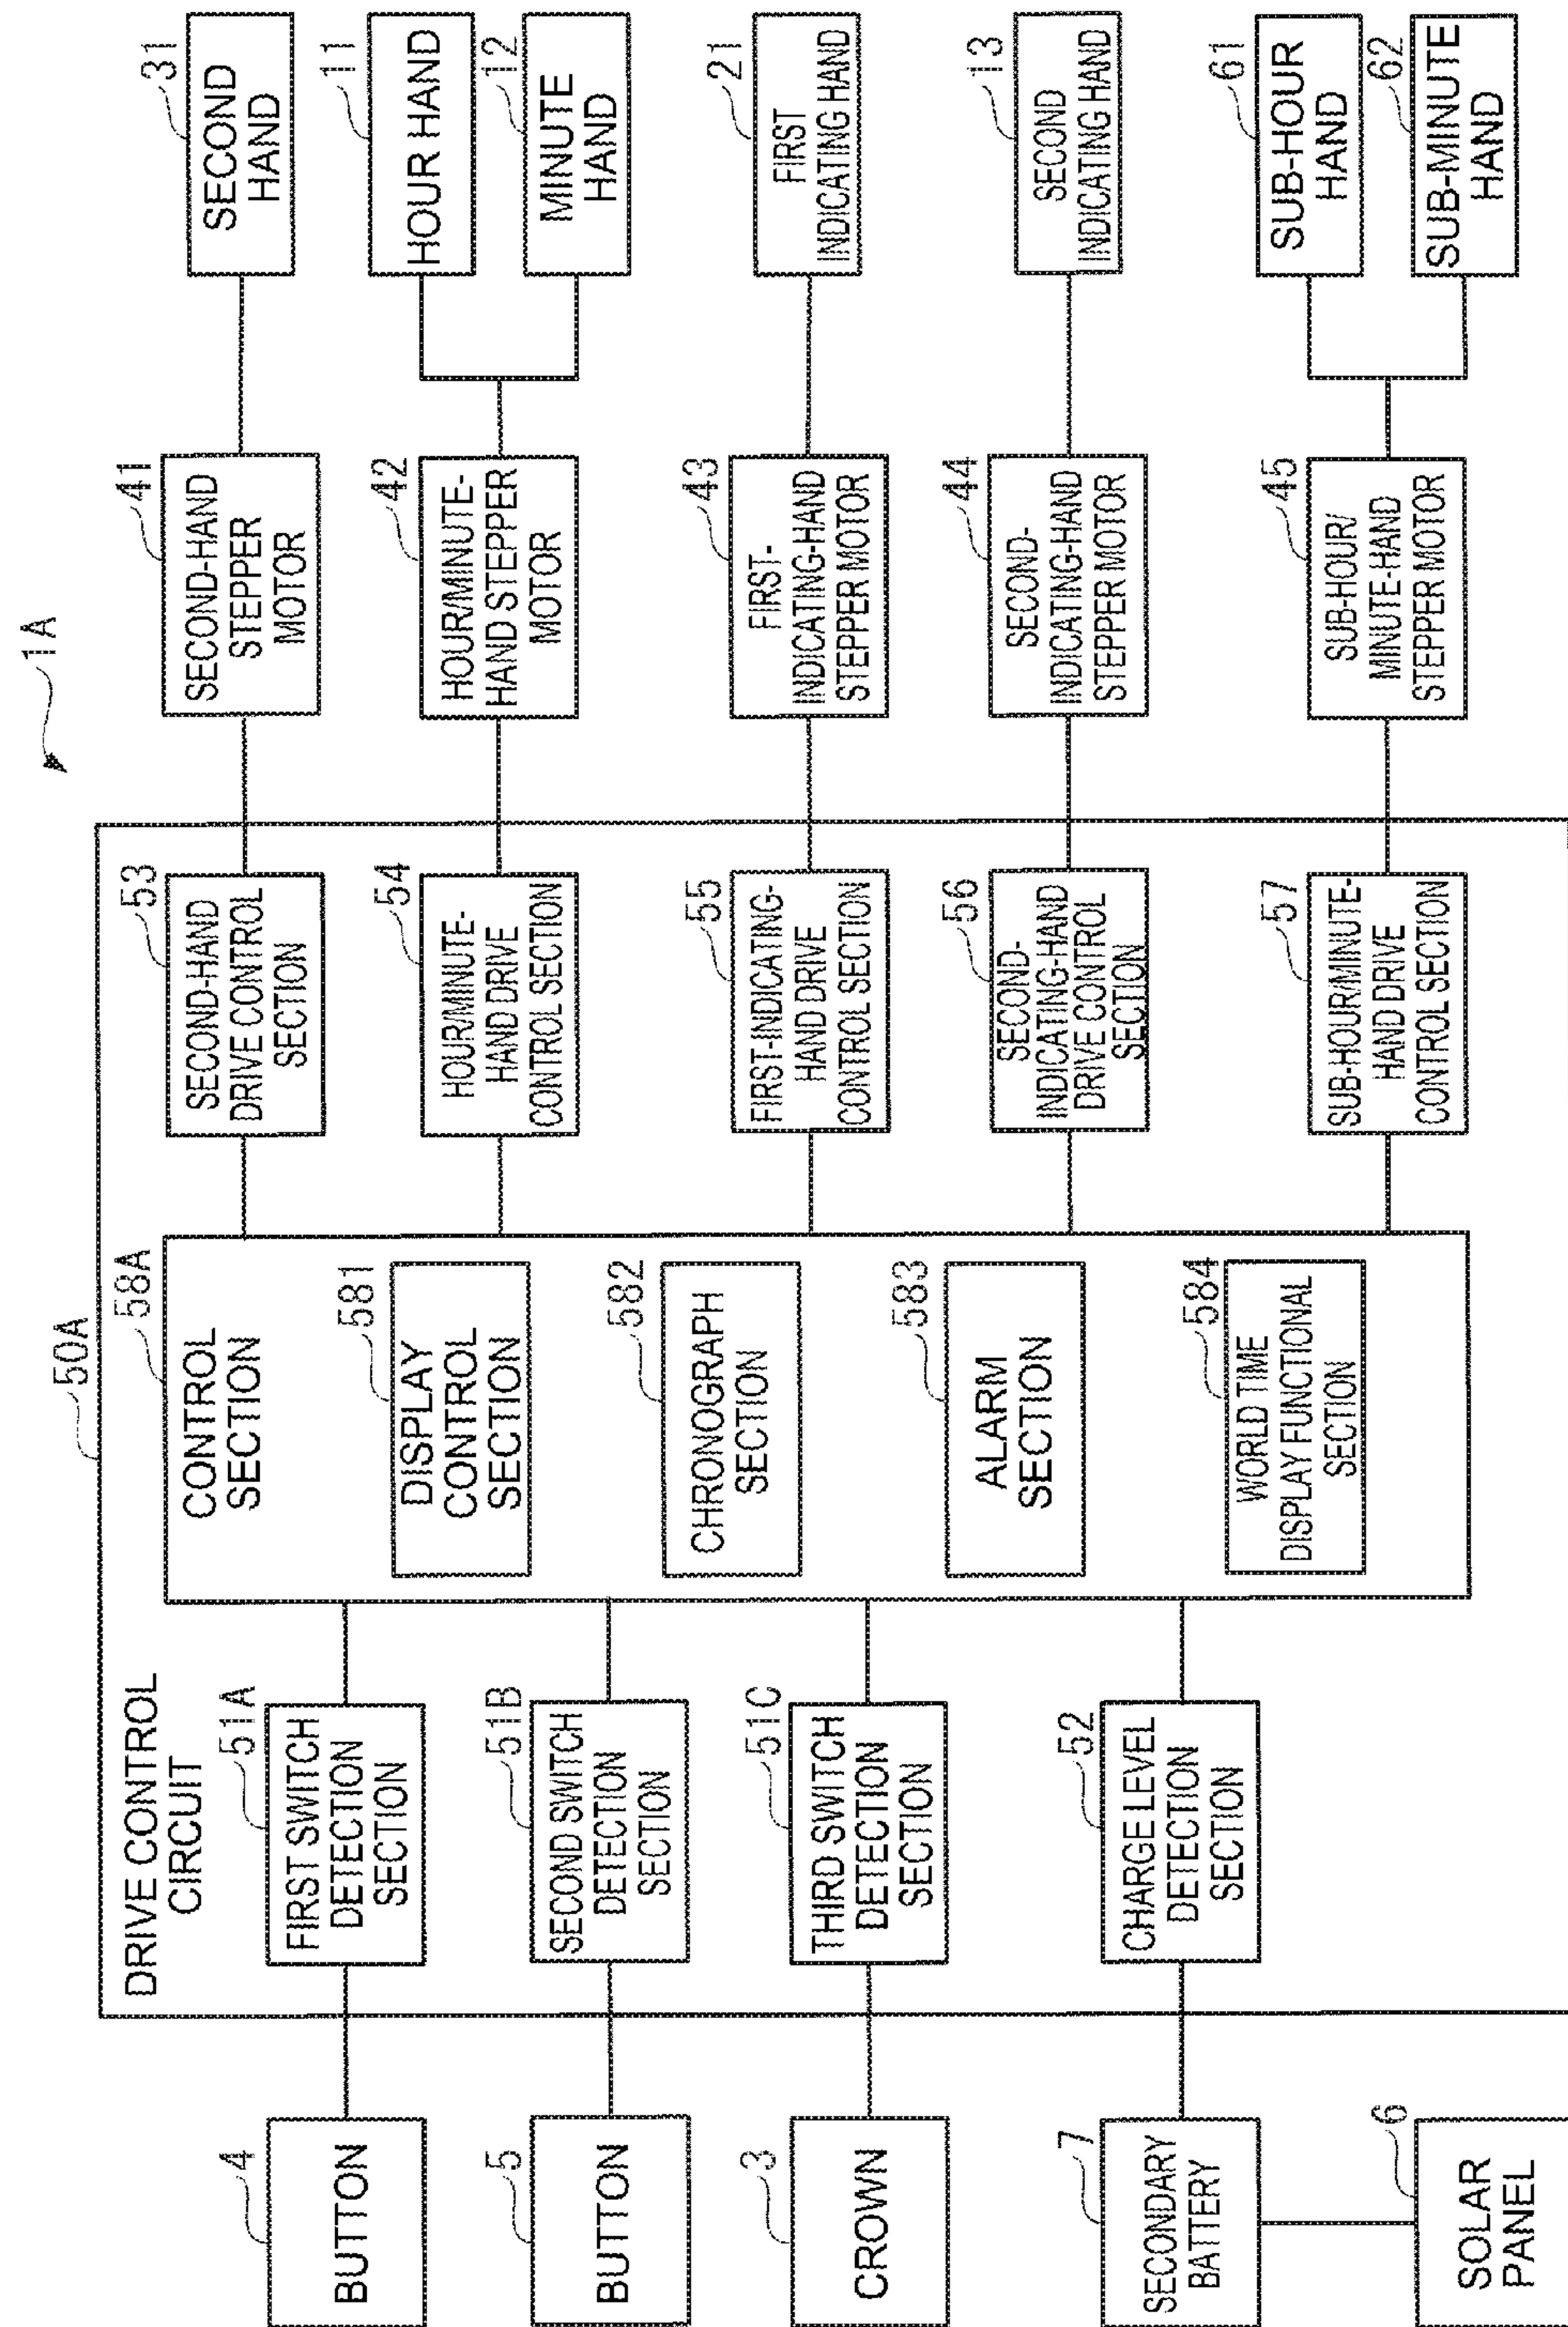 1A
50A
DRIVE CONTROL
CIRCUIT
4
BUTTON
5
BUTTON
3
CROWN
7
SECONDARY
BATTERY
6
SOLAR
PANEL
51A
FIRST SWITCH
DETECTION
SECTION
51B
SECOND SWITCH
DETECTION
SECTION
51C
THIRD SWITCH
DETECTION
SECTION
52
CHARGE LEVEL
DETECTION
SECTION
58A
CONTROL
SECTION
581
DISPLAY
CONTROL
SECTION
582
CHRONOGRAPH
SECTION
583
ALARM
SECTION
584
WORLD TIME
DISPLAY FUNCTIONAL
SECTION
53
SECOND-HAND
DRIVE CONTROL
SECTION
54
HOUR/MINUTE-
HAND DRIVE
CONTROL SECTION
55
FIRST-INDICATING-
HAND DRIVE
CONTROL SECTION
56
SECOND-
INDICATING-HAND
DRIVE CONTROL
SECTION
57
SUB-HOUR/MINUTE-
HAND DRIVE
CONTROL SECTION
41
SECOND-HAND
STEPPER
MOTOR
42
HOUR/MINUTE-
HAND STEPPER
MOTOR
43
FIRST-
INDICATING-HAND
STEPPER MOTOR
44
SECOND-
INDICATING-HAND
STEPPER MOTOR
45
SUB-HOUR/
MINUTE-HAND
STEPPER MOTOR
31
SECOND
HAND
11
HOUR HAND
12
MINUTE
HAND
21
FIRST
INDICATING HAND
13
SECOND
INDICATING HAND
61
SUB-HOUR
HAND
62
SUB-MINUTE
HAND